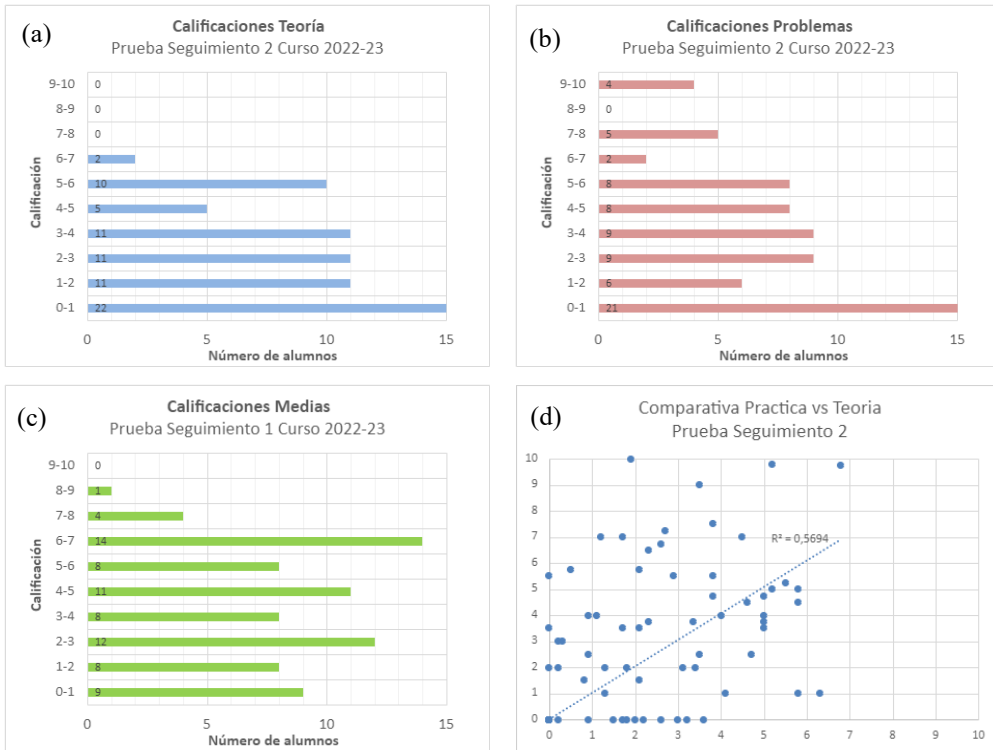 (a)
Calificaciones Teoría
Prueba Seguimiento 2 Curso 2022-23
Calificación
9-10 0
8-9 0
7-8 0
6-7 2
5-6 10
4-5 5
3-4 11
2-3 11
1-2 11
0-1 22
0 5 10 15
Número de alumnos
(b)
Calificaciones Problemas
Prueba Seguimiento 2 Curso 2022-23
Calificación
9-10 4
8-9 0
7-8 5
6-7 2
5-6 8
4-5 8
3-4 9
2-3 9
1-2 6
0-1 21
0 5 10 15
Número de alumnos
(c)
Calificaciones Medias
Prueba Seguimiento 1 Curso 2022-23
Calificación
9-10 0
8-9 1
7-8 4
6-7 14
5-6 8
4-5 11
3-4 8
2-3 12
1-2 8
0-1 9
0 5 10 15
Número de alumnos
(d)
Comparativa Practica vs Teoria
Prueba Seguimiento 2
10
9
8
7
R² = 0,5694
6
5
4
3
2
1
0
0 1 2 3 4 5 6 7 8 9 10